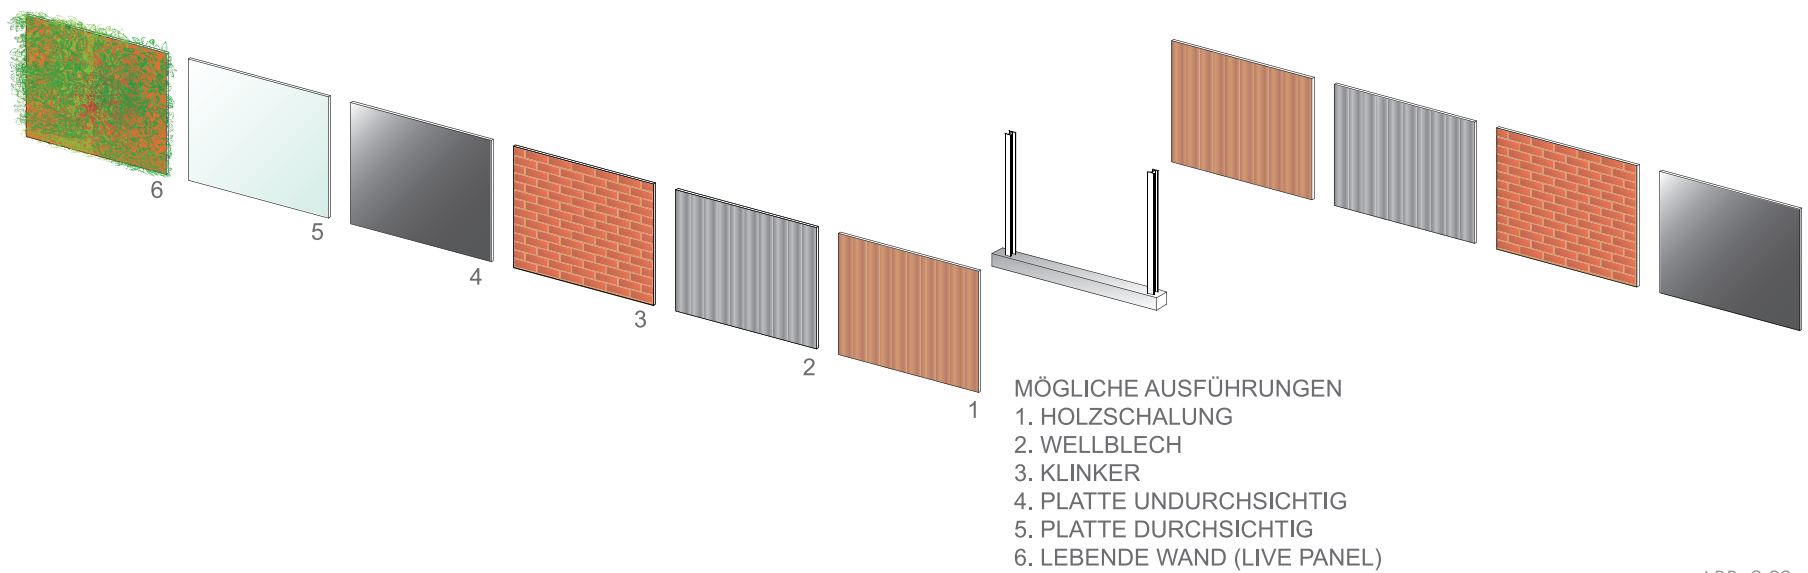 6
5
4
3
2
1
MÖGLICHE AUSFÜHRUNGEN
1. HOLZSCHALUNG
2. WELLBLECH
3. KLINKER
4. PLATTE UNDURCHSICHTIG
5. PLATTE DURCHSICHTIG
6. LEBENDE WAND (LIVE PANEL)